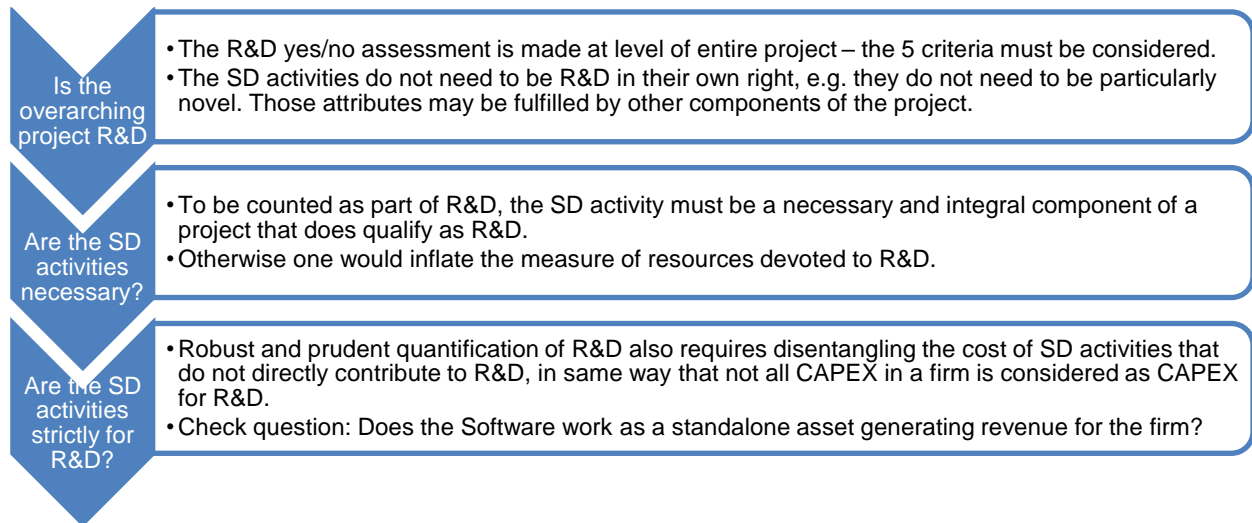 Is the
overarching
project R&D
•The R&D yes/no assessment is made at level of entire project – the 5 criteria must be considered.
•The SD activities do not need to be R&D in their own right, e.g. they do not need to be particularly
novel. Those attributes may be fulfilled by other components of the project.
Are the SD
activities
necessary?
•To be counted as part of R&D, the SD activity must be a necessary and integral component of a
project that does qualify as R&D.
•Otherwise one would inflate the measure of resources devoted to R&D.
Are the SD
activities
strictly for
R&D?
•Robust and prudent quantification of R&D also requires disentangling the cost of SD activities that
do not directly contribute to R&D, in same way that not all CAPEX in a firm is considered as CAPEX
for R&D.
•Check question: Does the Software work as a standalone asset generating revenue for the firm?